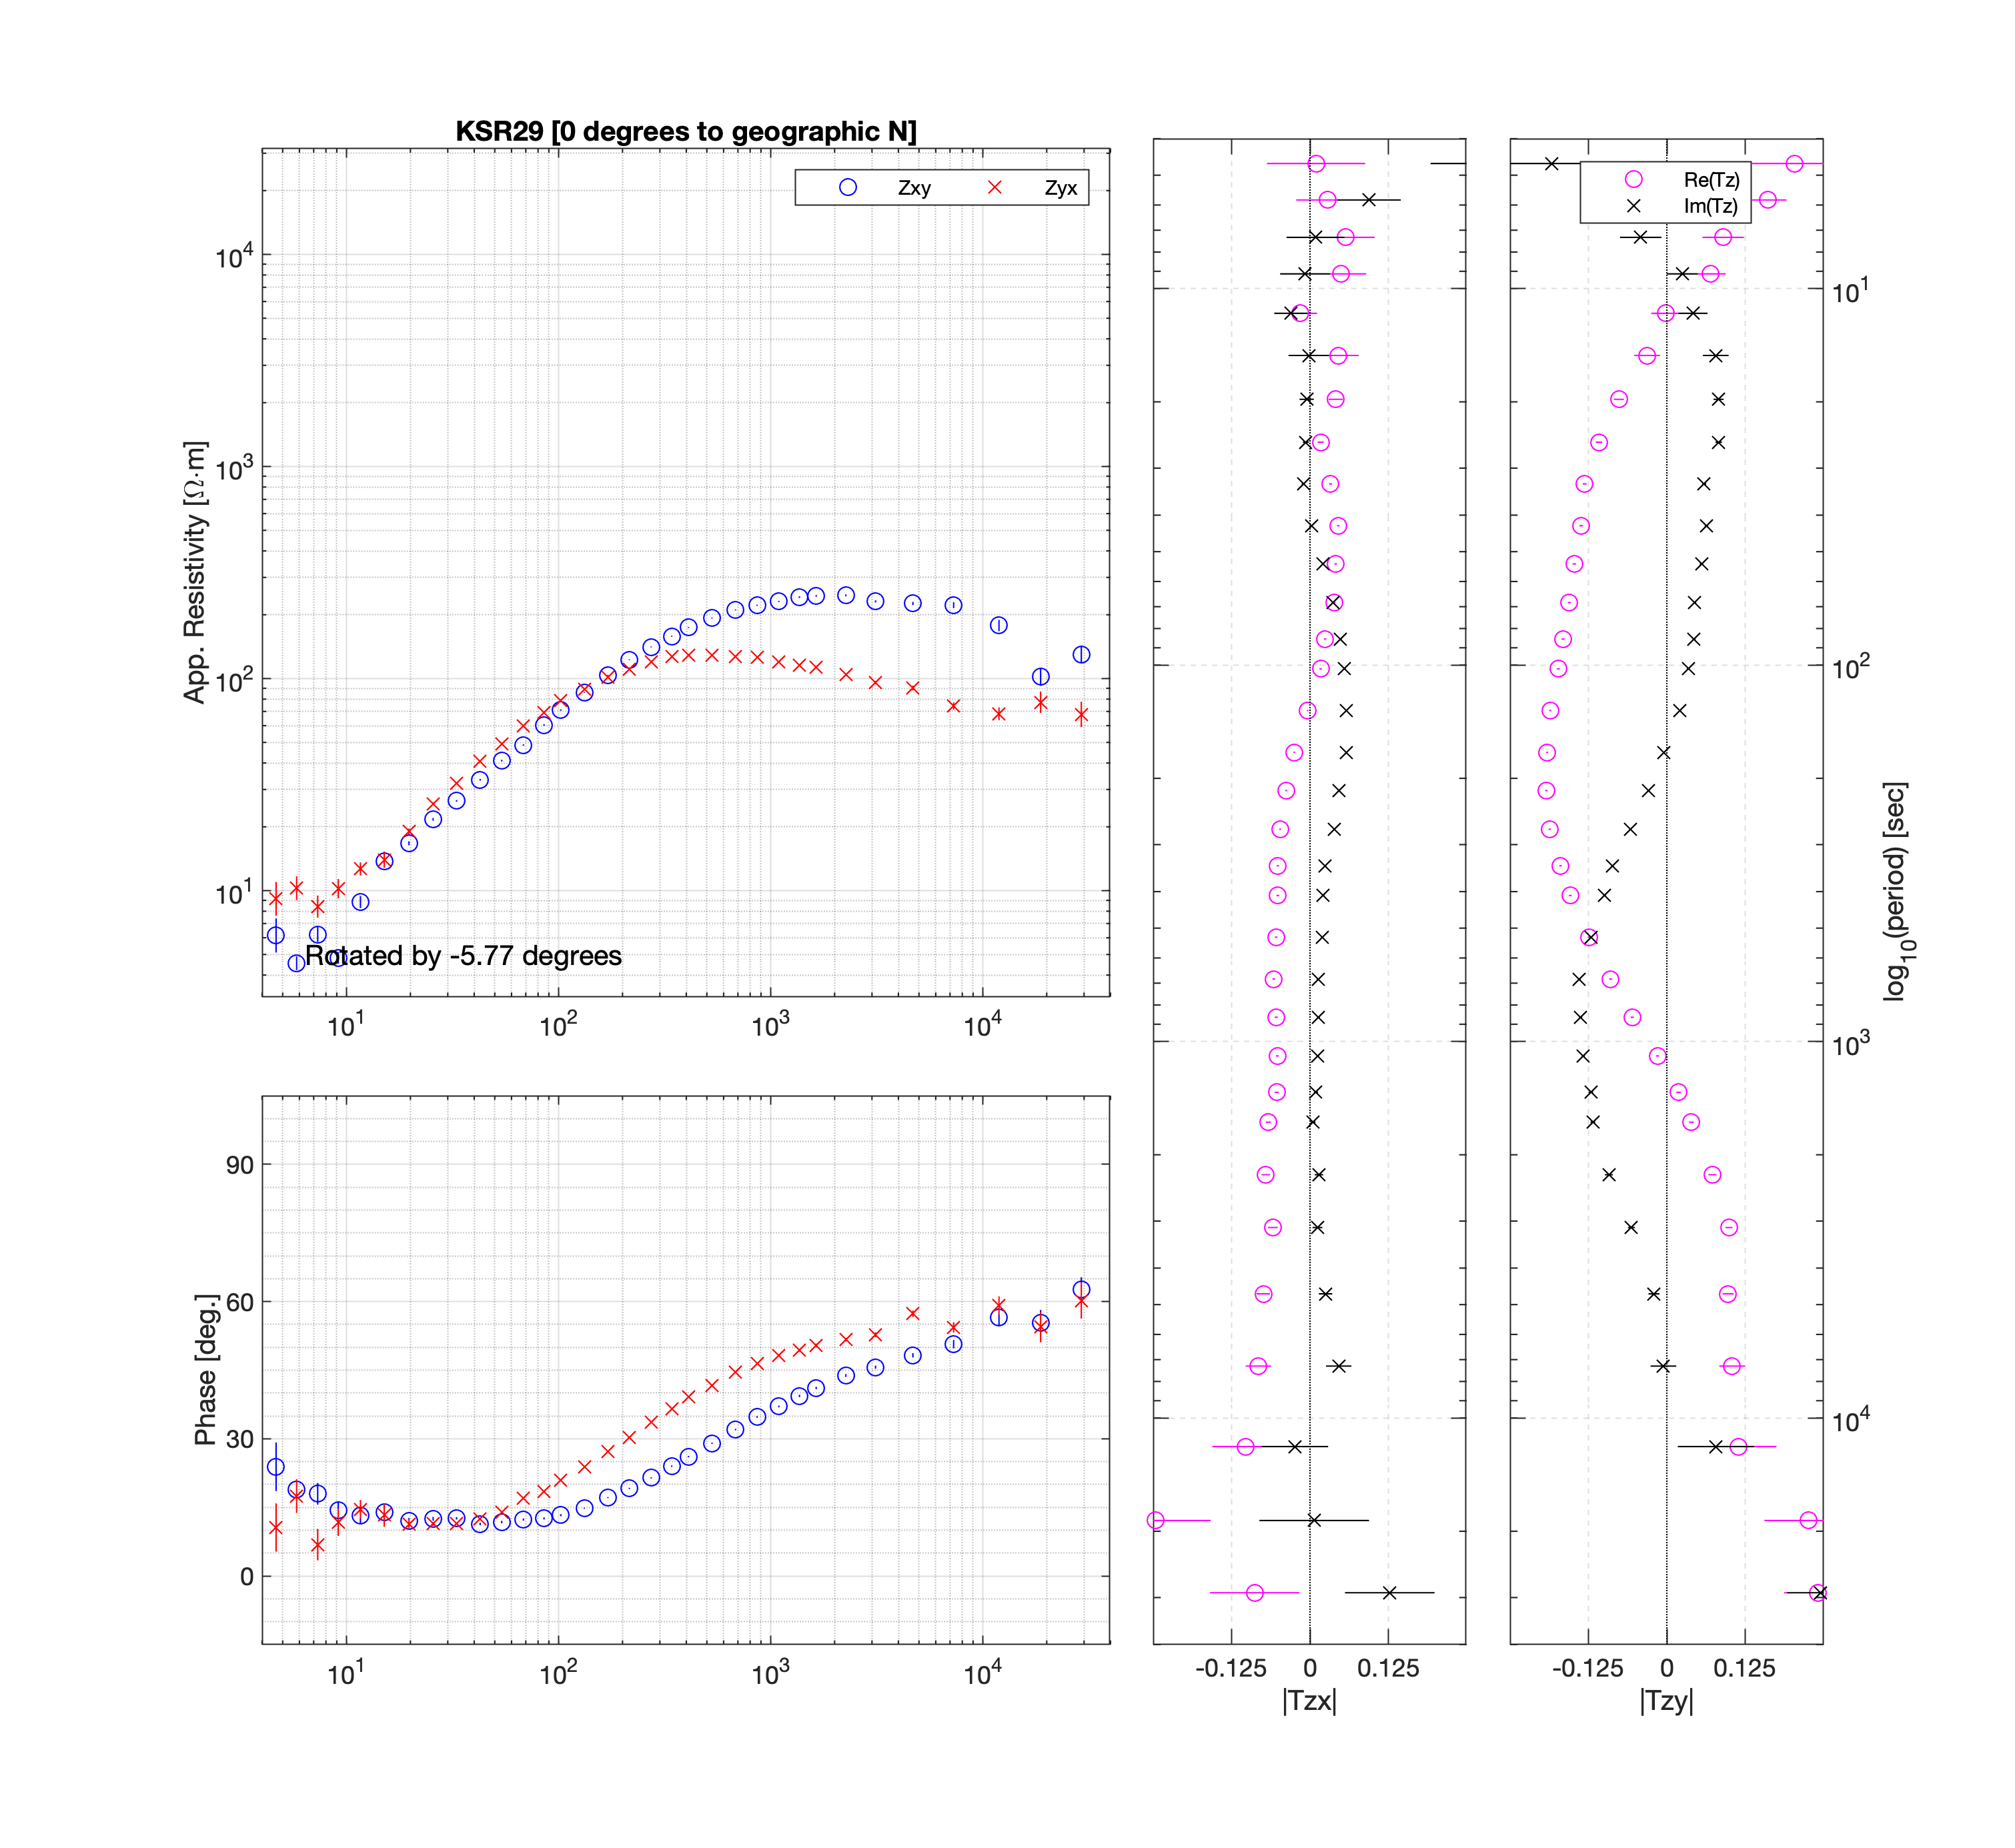 KSR29 [0 degrees to geographic N]
Zxy Zyx
App. Resistivity [Ω·m]
10^4
10^3
10^2
10^1
Rotated by -5.77 degrees
10^1 10^2 10^3 10^4
Phase [deg.]
90
60
30
0
10^1 10^2 10^3 10^4
-0.125 0 0.125
|Tzx|
Re(Tz)
Im(Tz)
10^1
10^2
10^3
10^4
log10(period) [sec]
-0.125 0 0.125
|Tzy|